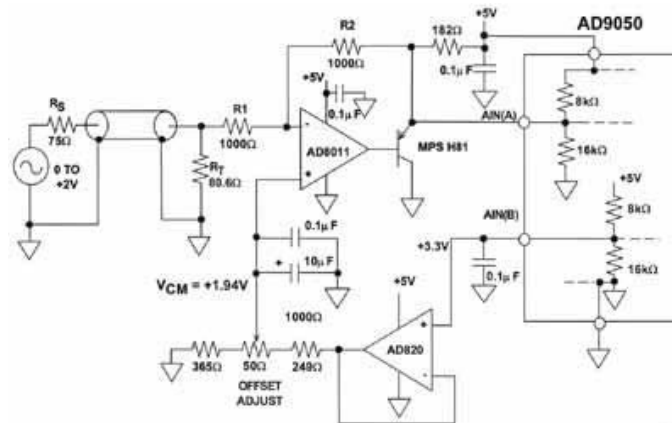 AD9050
+5V
R2
1000Ω
182Ω
0.1μF
8kΩ
16kΩ
AIN(A)
+5V
0.1μF
R1
1000Ω
RS
75Ω
0 TO
+2V
RT
80.6Ω
-
+
AD8011
MPS H81
+5V
8kΩ
16kΩ
AIN(B)
+3.3V
0.1μF
0.1μF
+
10μF
VCM = +1.94V
1000Ω
+5V
+
-
AD820
365Ω
50Ω
249Ω
OFFSET
ADJUST